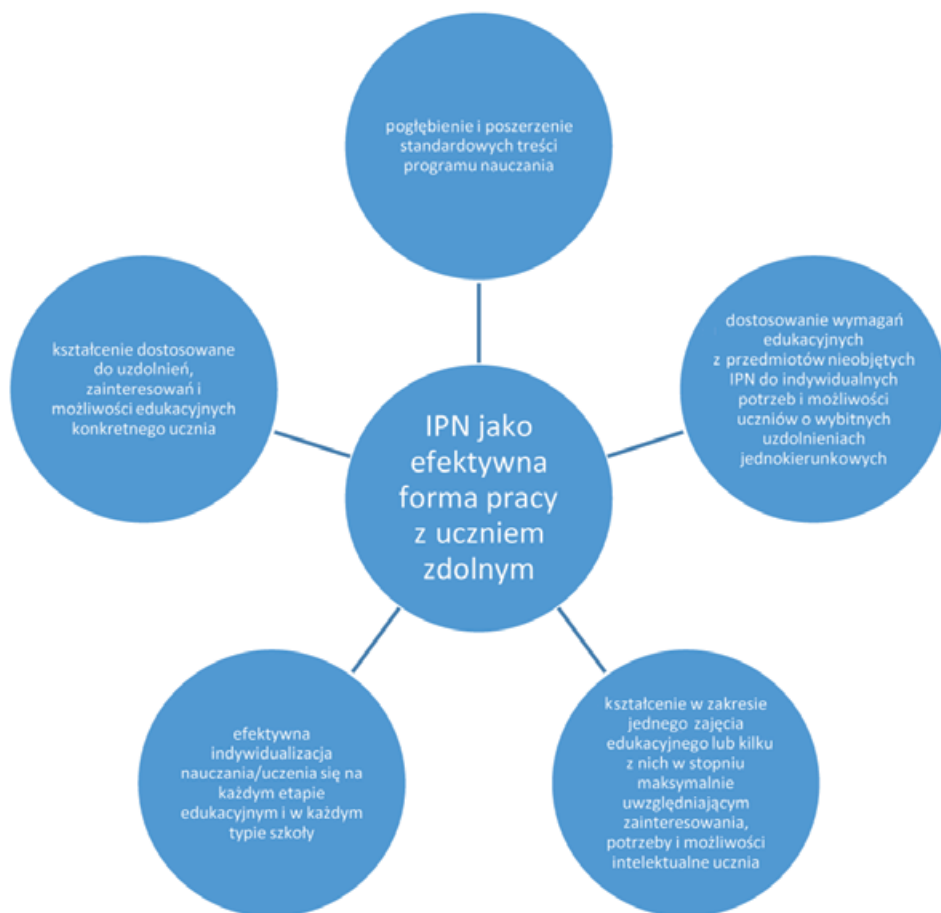 pogłębienie i poszerzenie
standardowych treści
programu nauczania
dostosowanie wymagań
edukacyjnych
z przedmiotów nieobjętych
IPN do indywidualnych
potrzeb i możliwości
uczniów o wybitnych
uzdolnieniach
jednokierunkowych
kształcenie w zakresie
jednego zajęcia
edukacyjnego lub kilku
z nich w stopniu
maksymalnie
uwzględniającym
zainteresowania,
potrzeby i możliwości
intelektualne ucznia
efektywna
indywidualizacja
nauczania/uczenia się na
każdym etapie
edukacyjnym i w każdym
typie szkoły
kształcenie dostosowane
do uzdolnień,
zainteresowań i
możliwości edukacyjnych
konkretnego ucznia
IPN jako
efektywna
forma pracy
z uczniem
zdolnym